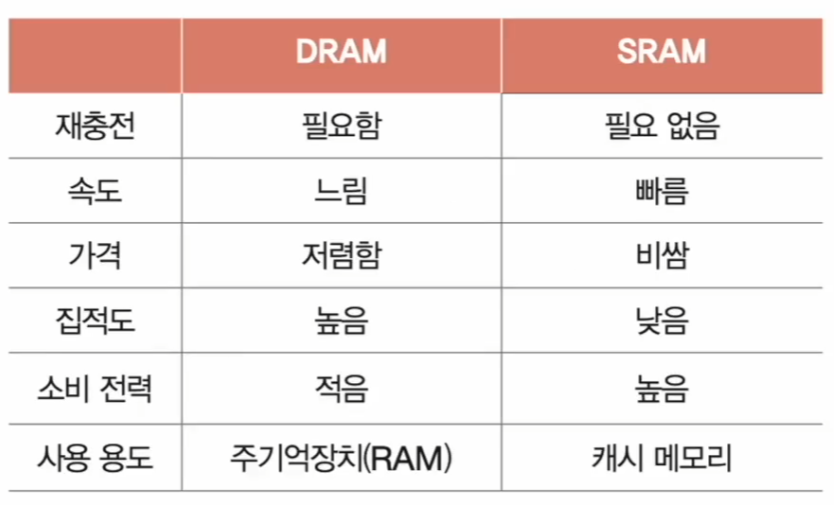 DRAM SRAM
재충전 필요함 필요 없음
속도 느림 빠름
가격 저렴함 비쌈
집적도 높음 낮음
소비 전력 적음 높음
사용 용도 주기억장치(RAM) 캐시 메모리